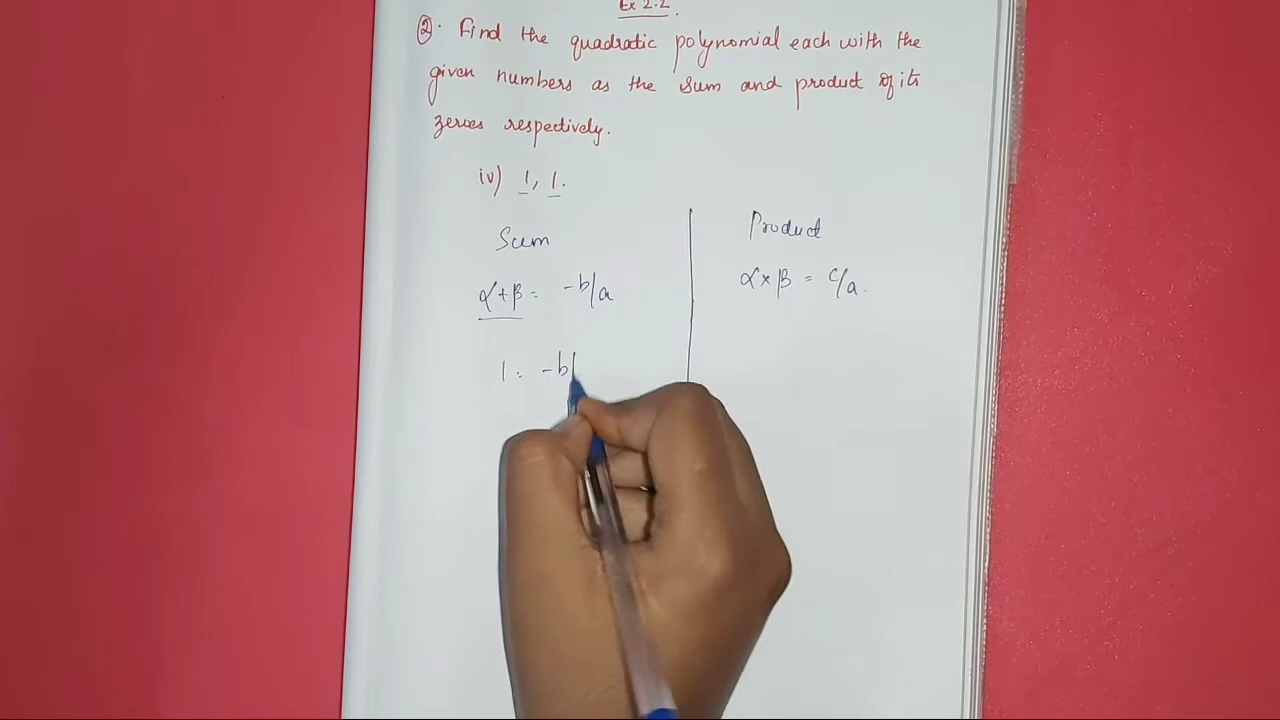 Ex 2.2.
②. Find the quadratic polynomial each with the
given numbers as the sum and product of its
zeroes respectively.
iv) 1, 1.
Sum
α+β = -b/a
1 = -b/
Product
α×β = c/a.